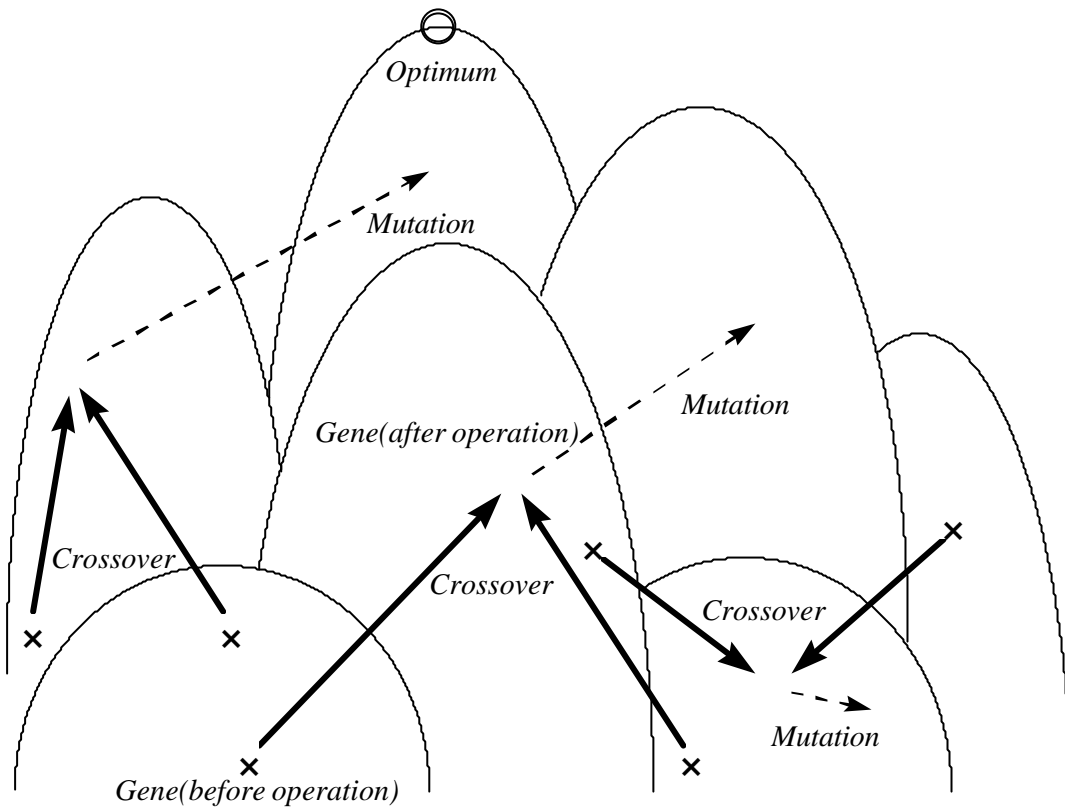 Optimum
Mutation
Mutation
Gene(after operation)
Crossover
Crossover
Crossover
Mutation
Gene(before operation)